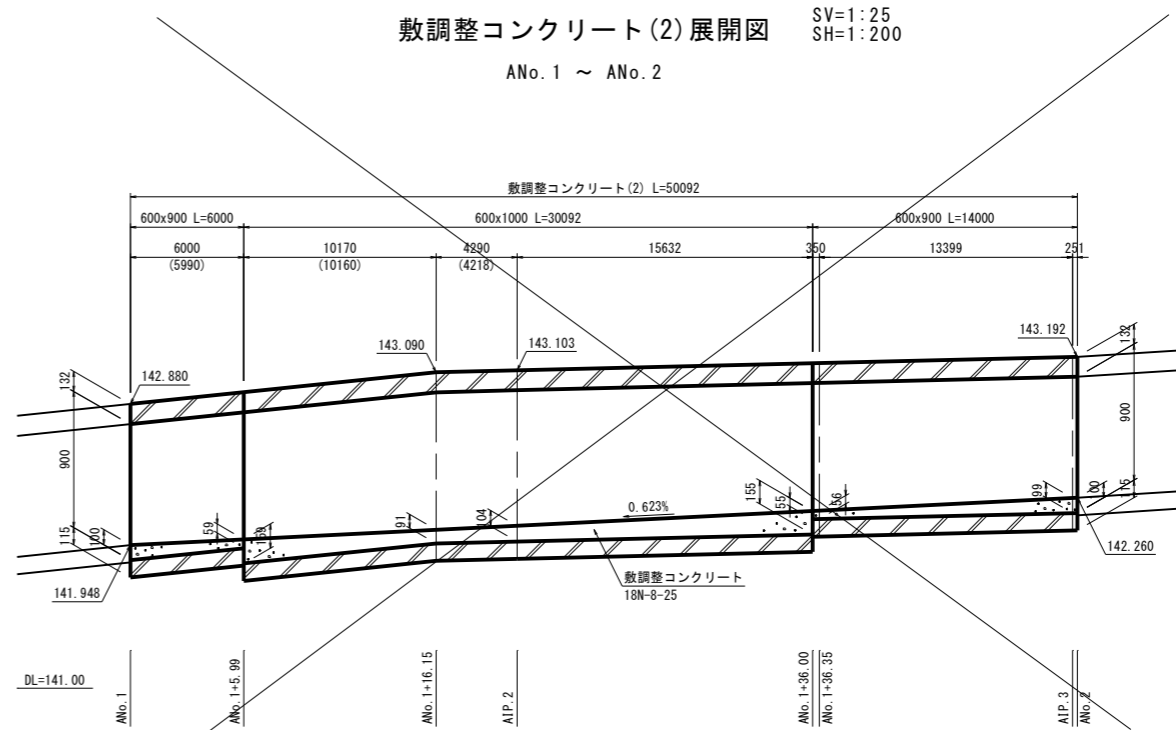 敷調整コンクリート(2)展開図
SV=1:25
SH=1:200
ANo.1 ～ ANo.2
敷調整コンクリート(2) L=50092
600x900 L=6000
600x1000 L=30092
600x900 L=14000
6000
(5990)
10170
(10160)
4290
(4218)
15632
350
13399
251
143.090
143.103
143.192
132
142.880
132
900
900
115
100
59
159
91
104
155
55
56
99
100
115
0.623%
141.948
142.260
敷調整コンクリート
18N-8-25
DL=141.00
ANo.1
ANo.1+5.99
ANo.1+16.15
AIP.2
ANo.1+36.00
ANo.1+36.35
AIP.3
ANo.2